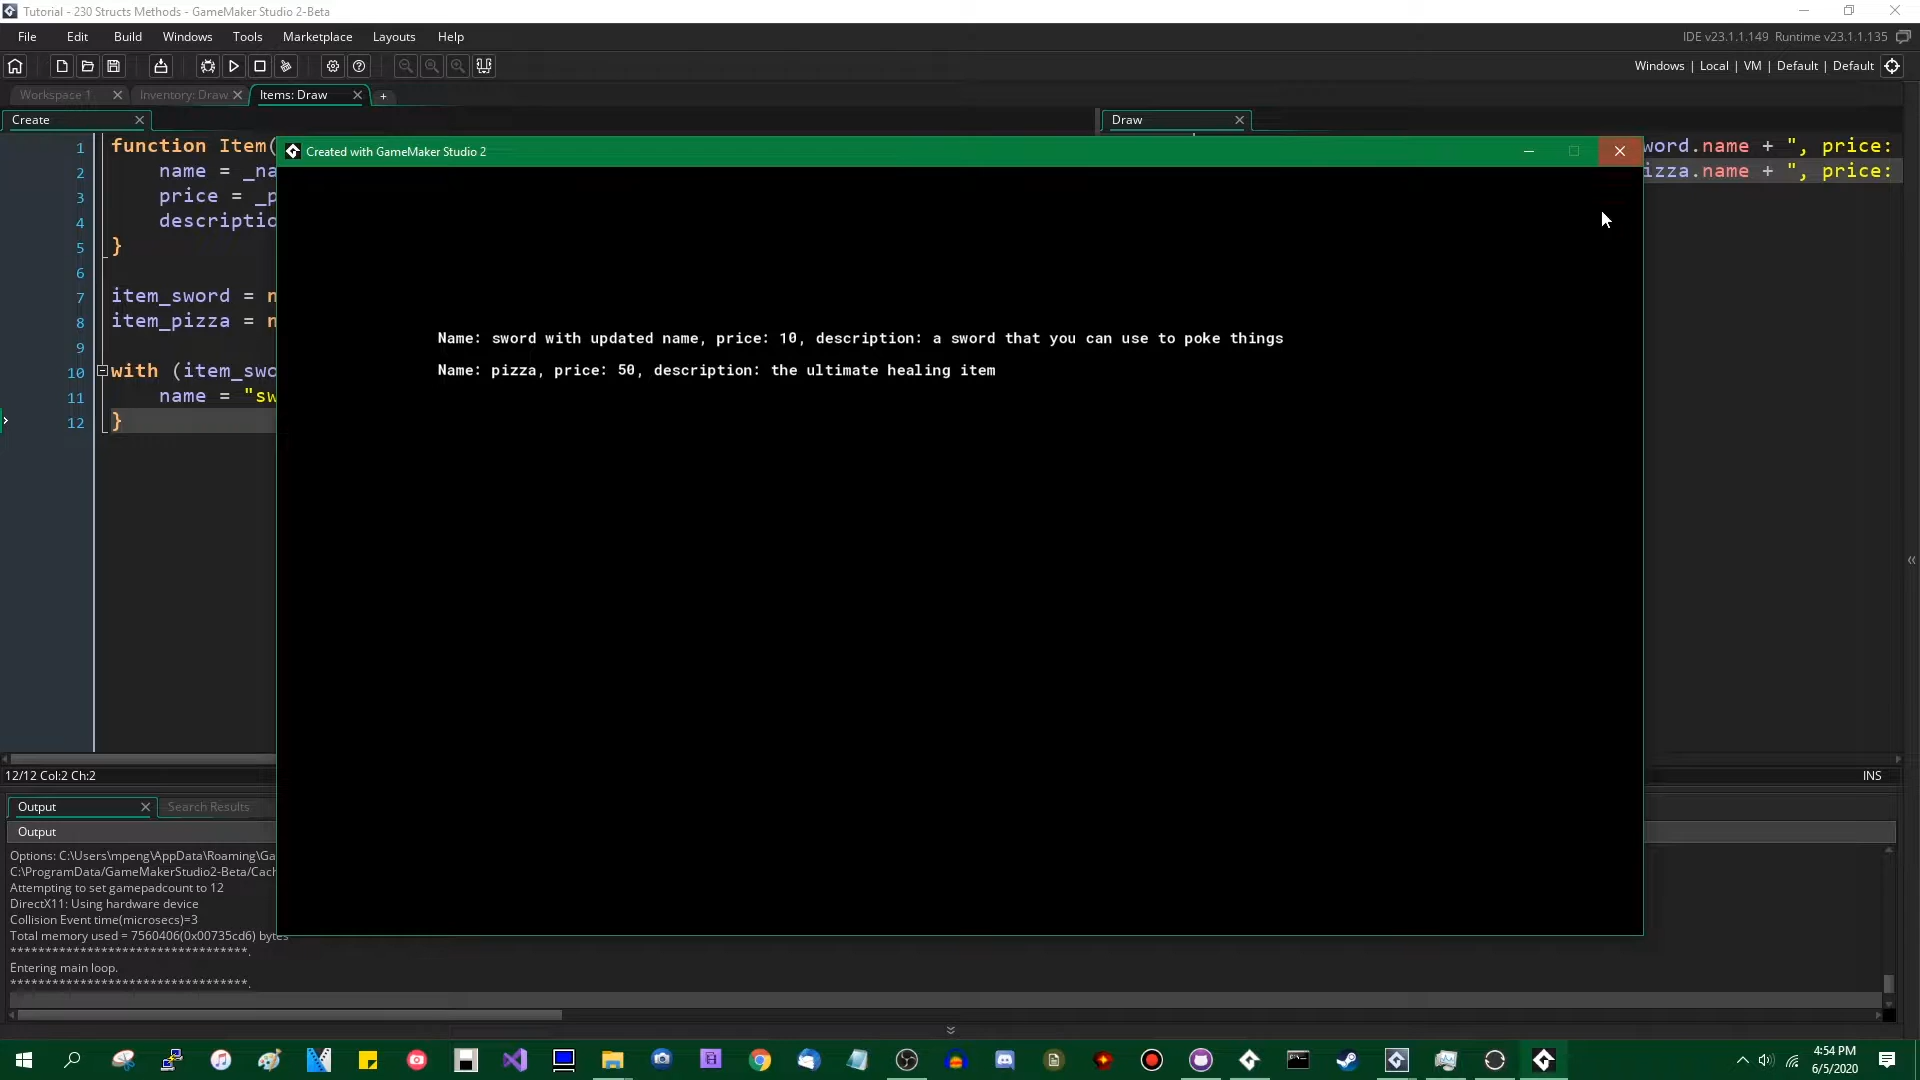 Tutorial - 230 Structs Methods - GameMaker Studio 2-Beta
File Edit Build Windows Tools Marketplace Layouts Help
IDE v23.1.1.149 Runtime v23.1.1.135
Windows | Local | VM | Default | Default
Workspace 1 Inventory: Draw Items: Draw +
Create
Draw
1 function Item(
2 name = _na
3 price = _p
4 descriptio
5 }
6
7 item_sword = n
8 item_pizza = n
9
10 with (item_swo
11 name = "sw
12 }
word.name + ", price:
izza.name + ", price:
Created with GameMaker Studio 2
Name: sword with updated name, price: 10, description: a sword that you can use to poke things
Name: pizza, price: 50, description: the ultimate healing item
12/12 Col:2 Ch:2
INS
Output Search Results
Output
Options: C:\Users\mpeng\AppData\Roaming\Ga
C:\ProgramData/GameMakerStudio2-Beta/Cach
Attempting to set gamepadcount to 12
DirectX11: Using hardware device
Collision Event time(microsecs)=3
Total memory used = 7560406(0x00735cd6) bytes
**********************************.
Entering main loop.
**********************************.
4:54 PM
6/5/2020